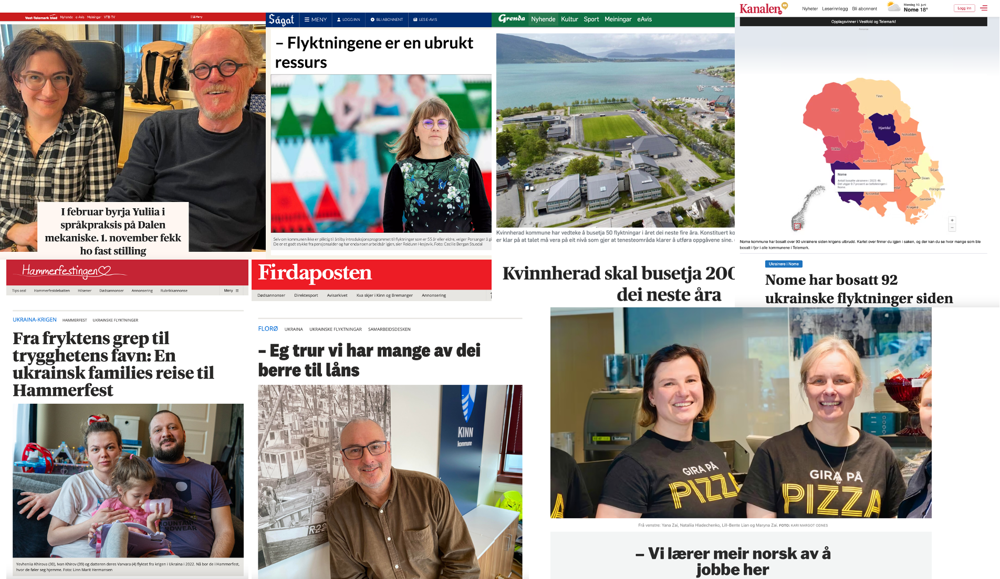 Vest-Telemark blad Nyhende e-Avis Meiningar VTB-TV
Meny
I februar byrja Yuliia i
språkpraksis på Dalen
mekaniske. 1. november fekk
ho fast stilling
Ságat MENY LOGG INN BLI ABONNENT LES E-AVIS
– Flyktningene er en ubrukt
ressurs
Selv om kommunen ikke er pliktig til å tilby introduksjonsprogrammet til flyktninger som er 55 år eller eldre, velger Porsanger å gi
De er et godt stykke fra pensjonsalder og har enda noen arbeidsår igjen, sier Reidunn Hesjevik. Foto: Cecilie Bergan Stuedal
Grenda Nyhende Kultur Sport Meiningar eAvis
Kvinnherad kommune har vedteke å busetja 50 flyktningar i året dei neste fire åra. Konstituert ko
er klar på at talet må vera på eit nivå som gjer at tenesteområda klarer å utføra oppgåvene sine.
Kvinnherad skal busetja 200
dei neste åra
Kanalen Nyheter Leserinnlegg Bli abonnent Mandag 10. juni
Nome 18° Logg inn
Opplagsvinner i Vestfold og Telemark!
Annonse
Tinn
Vinje
Hjartdal
Seljord
Notodden
Tokke
Kviteseid
Midt-
Telemark
Nome
Siljan
Skien
Porsgrunn
Nissedal
Bamble
Kragerø
Nome
Antall bosatte ukrainere i 2023: 46
Det utgjør 0.7 prosent av befolkningen i
Nome
+
−
Nome kommune har bosatt over 90 ukrainere siden krigens utbrudd. Kartet over finner du igjen i saken, og der kan du se hvor mange som ble
bosatt i fjor i alle kommunene i Telemark.
Ukrainere i Nome
Nome har bosatt 92
ukrainske flyktninger siden
Hammerfestingen
Tips oss! Hammerfestdebatten Hilsener Dødsannonser Annonsering Rubrikkannonse Meny
UKRAINA-KRIGEN HAMMERFEST UKRAINSKE FLYKTNINGER
Fra fryktens grep til
trygghetens favn: En
ukrainsk families reise til
Hammerfest
Yevheniia Khirova (30), Ivan Khirov (39) og datteren deres Varvara (4) flyktet fra krigen i Ukraina i 2022. Nå bor de i Hammerfest,
hvor de føler seg hjemme. Foto: Linn Marit Hermansen
Firdaposten
Dødsannonser Direktesport Avisarkivet Kva skjer i Kinn og Bremanger Annonsering
FLORØ UKRAINA UKRAINSKE FLYKTNINGAR SAMARBEIDSDESKEN
– Eg trur vi har mange av dei
berre til låns
KINN
kommune
GIRA PÅ
PIZZ
GIRA PÅ
PIZZA
Frå venstre: Yana Zai, Nataliia Hladechenko, Lill-Bente Lian og Maryna Zai. FOTO: KARI MARGOT ODNES
– Vi lærer meir norsk av å
jobbe her